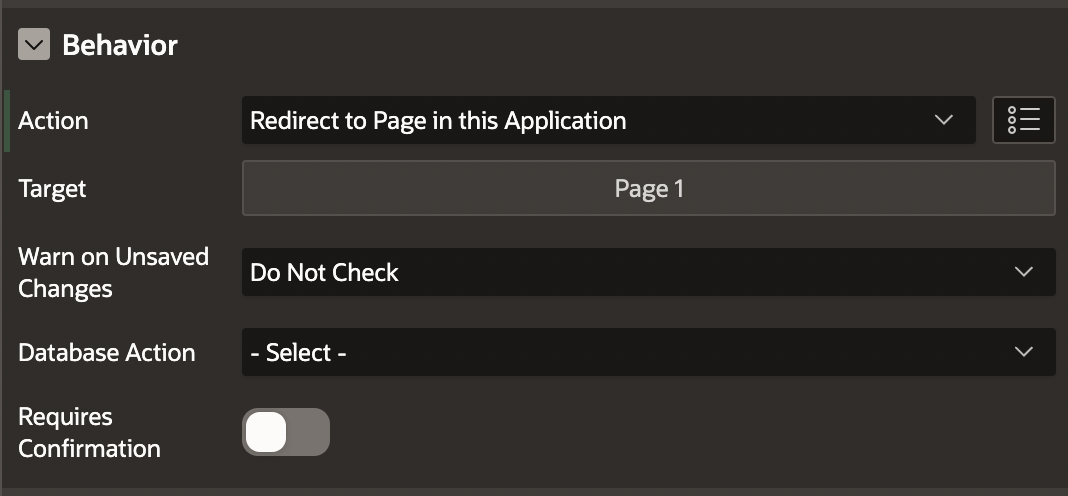 Behavior
Action
Redirect to Page in this Application
Target
Page 1
Warn on Unsaved
Changes
Do Not Check
Database Action
- Select -
Requires
Confirmation